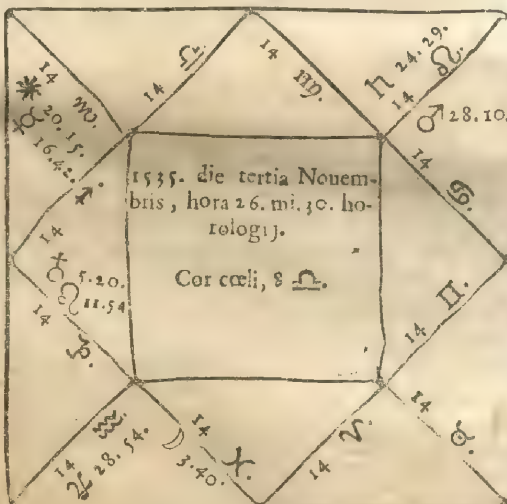 14 ♎
14 ♍.
♄ 24. 29.
14 ♌
♂ 28. 10.
14 ♏.
☀
☿ 20. 15.
16. 42.
14 ♐.
14 ♋.
1535. die tertia Nouem-
bris, hora 26. mi. 30. ho-
rologij.
Cor cœli, 8 ♎.
14
♀ 5. 20.
☊ 11. 54
14 ♑.
14 ♊.
14 ♒.
♃ 28. 54.
14 ♓.
☽ 3. 40.
14 ♈.
14 ♉.